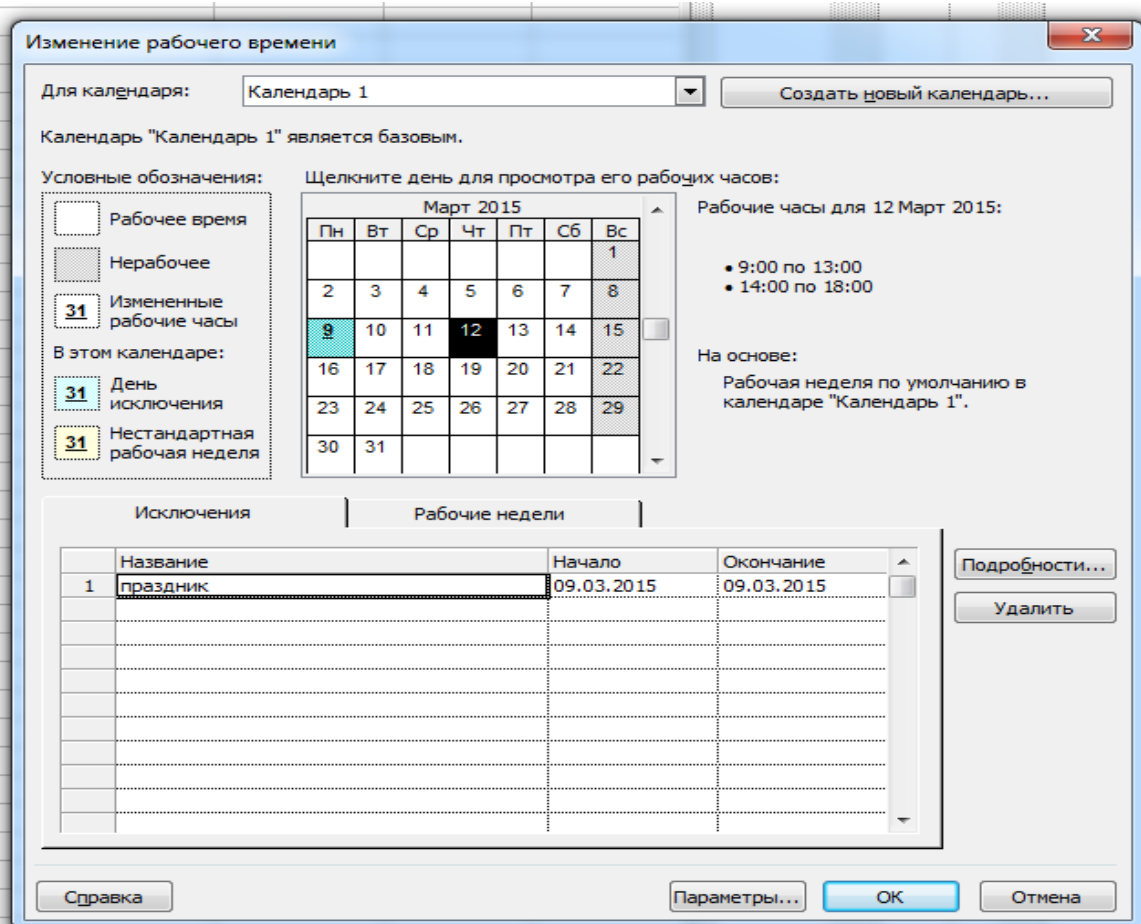 Изменение рабочего времени
Для календаря: Календарь 1 Создать новый календарь...
Календарь "Календарь 1" является базовым.
Условные обозначения:
Рабочее время
Нерабочее
31 Измененные
рабочие часы
В этом календаре:
31 День
исключения
31 Нестандартная
рабочая неделя
Щелкните день для просмотра его рабочих часов:
Март 2015
Пн Вт Ср Чт Пт Сб Вс
1
2 3 4 5 6 7 8
9 10 11 12 13 14 15
16 17 18 19 20 21 22
23 24 25 26 27 28 29
30 31
Рабочие часы для 12 Март 2015:
• 9:00 по 13:00
• 14:00 по 18:00
На основе:
Рабочая неделя по умолчанию в
календаре "Календарь 1".
Исключения Рабочие недели
Название Начало Окончание
1 праздник 09.03.2015 09.03.2015
Подробности...
Удалить
Справка Параметры... ОК Отмена